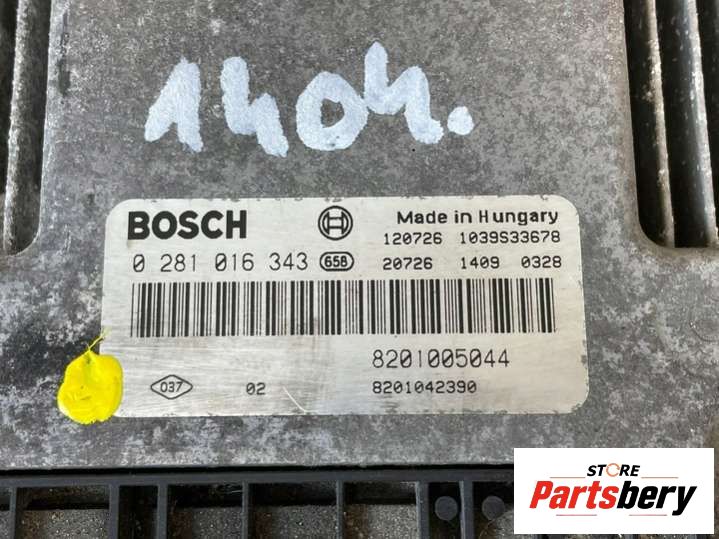 1404.
BOSCH Made in Hungary
120726 1039S33678
0 281 016 343 658 20726 1409 0328
8201005044
037 02 8201042390
STORE
Partsbery